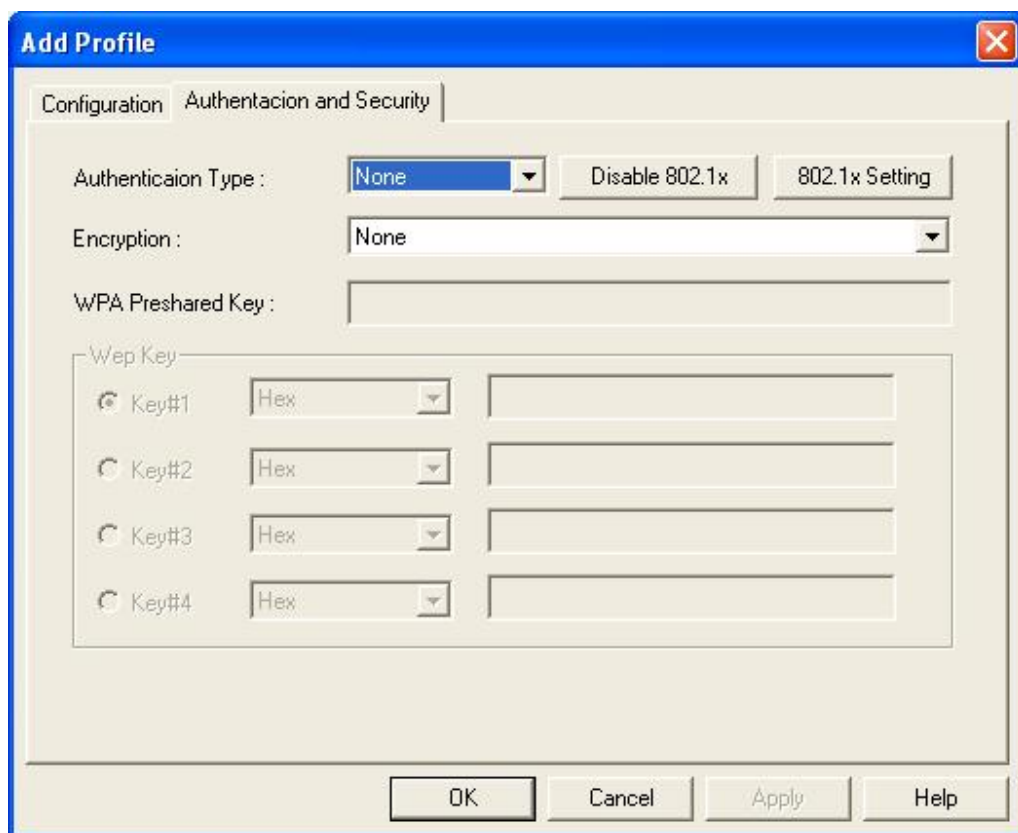 Add Profile
Configuration
Authentacion and Security
Authenticaion Type : None Disable 802.1x 802.1x Setting
Encryption : None
WPA Preshared Key :
Wep Key
Key#1 Hex
Key#2 Hex
Key#3 Hex
Key#4 Hex
OK Cancel Apply Help